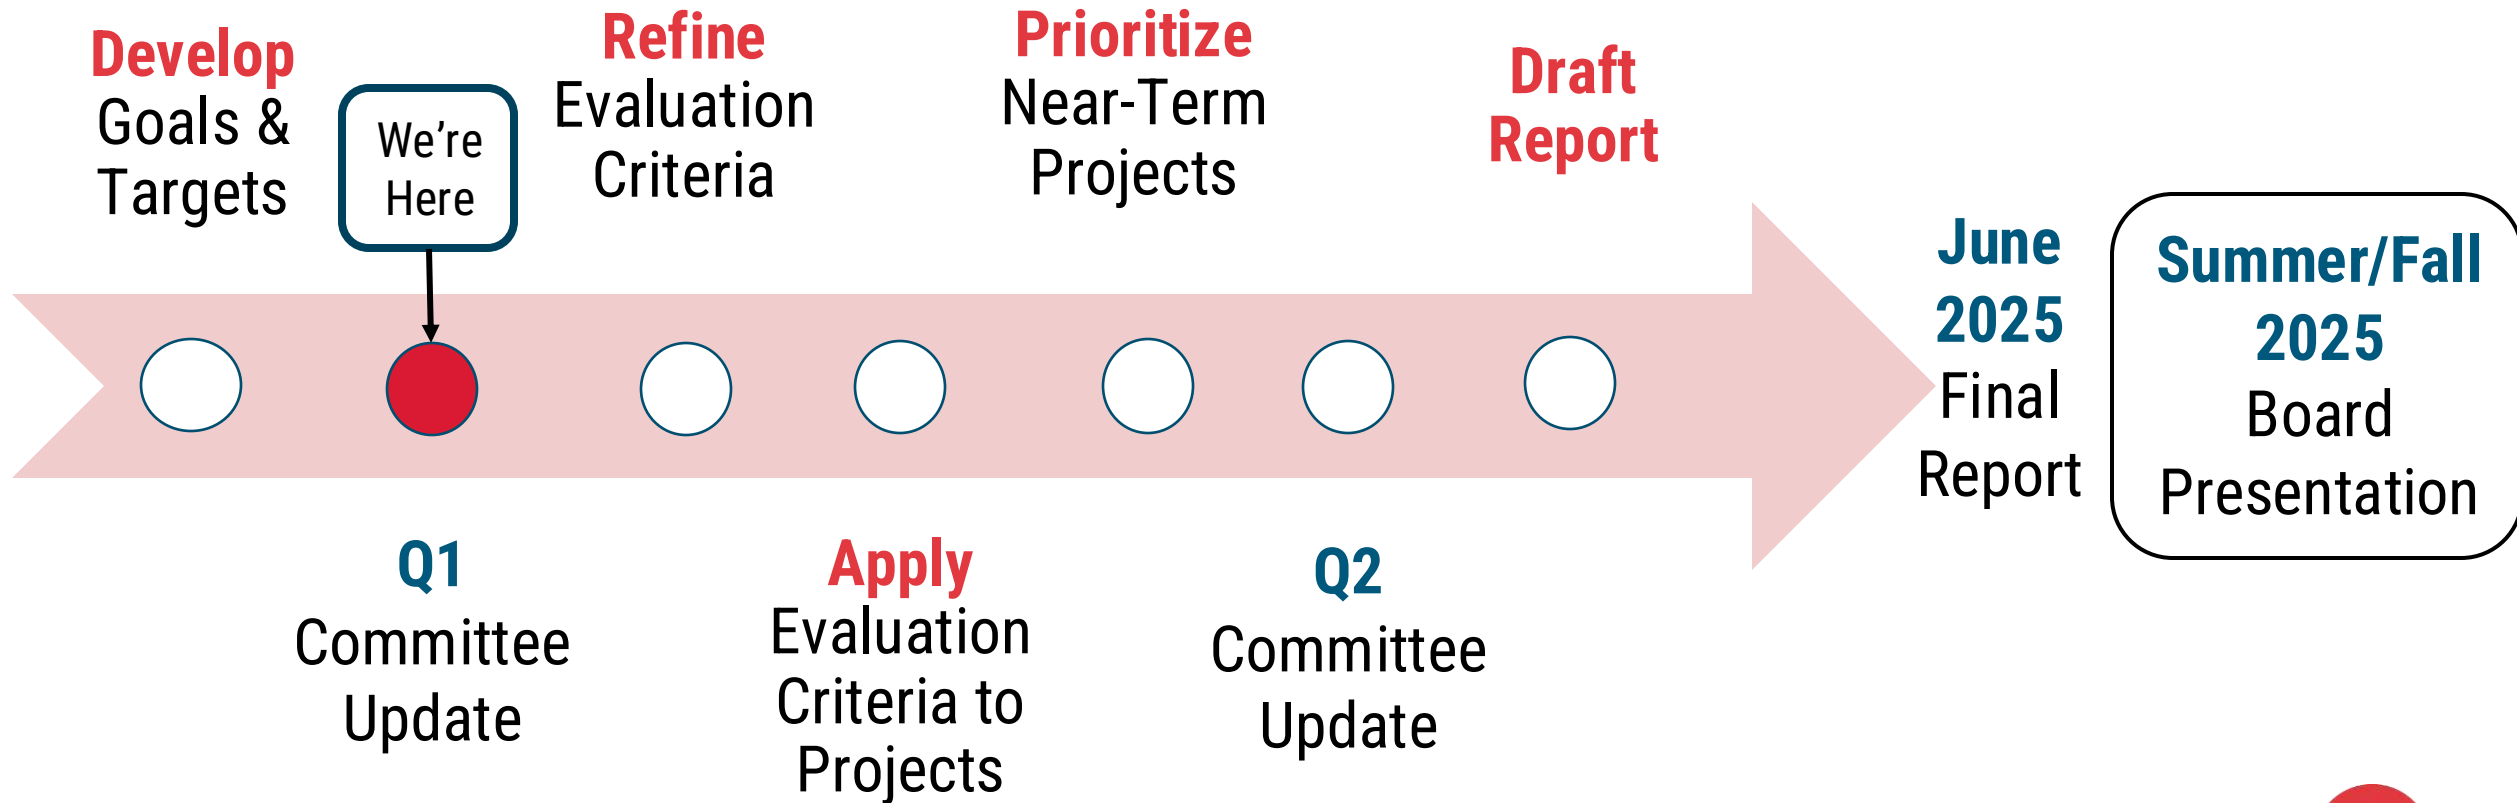 Develop
Goals &
Targets
We're
Here
Refine
Evaluation
Criteria
Prioritize
Near-Term
Projects
Draft
Report
June
2025
Final
Report
Summer/Fall
2025
Board
Presentation
Q1
Committee
Update
Apply
Evaluation
Criteria to
Projects
Q2
Committee
Update